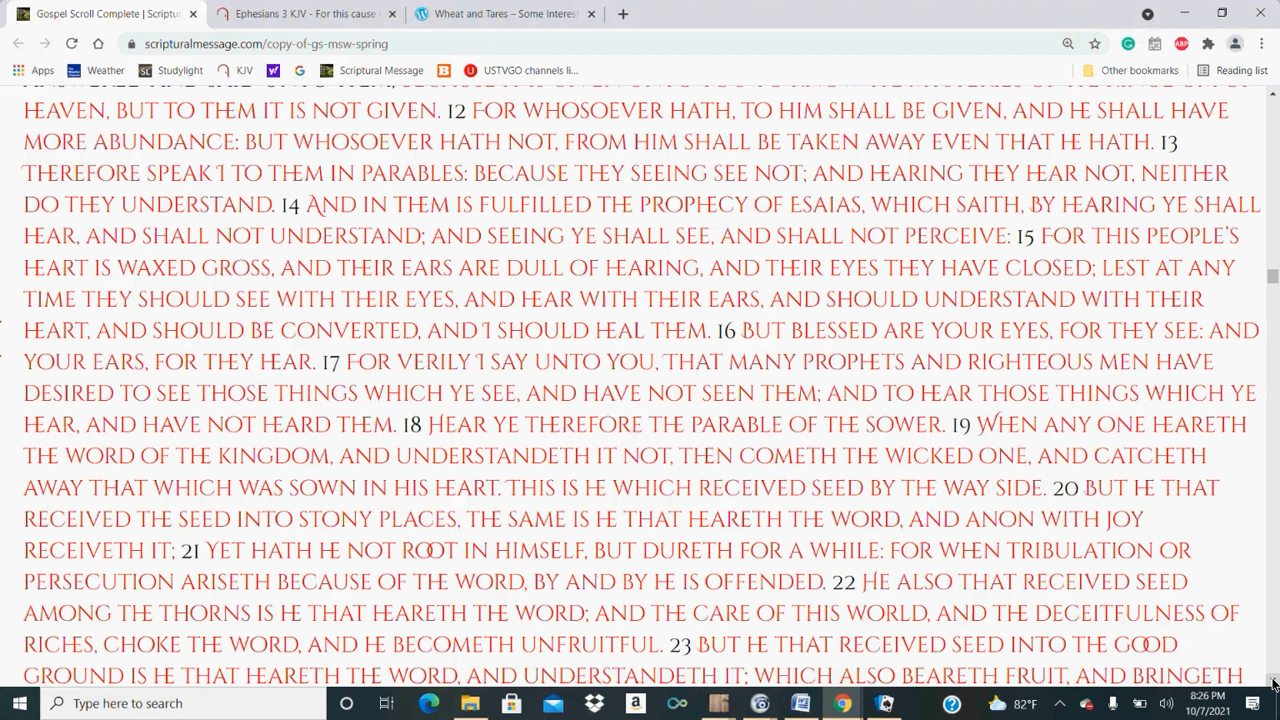 Gospel Scroll Complete | Scriptur
Ephesians 3 KJV - For this cause I
Wheat and Tares – Some Interest
scripturalmessage.com/copy-of-gs-msw-spring
ABP
Apps
Weather
SL Studylight
KJV
Scriptural Message
USTVGO channels li...
Other bookmarks
Reading list
HEAVEN, BUT TO THEM IT IS NOT GIVEN. 12 FOR WHOSOEVER HATH, TO HIM SHALL BE GIVEN, AND HE SHALL HAVE
MORE ABUNDANCE: BUT WHOSOEVER HATH NOT, FROM HIM SHALL BE TAKEN AWAY EVEN THAT HE HATH. 13
THEREFORE SPEAK I TO THEM IN PARABLES: BECAUSE THEY SEEING SEE NOT; AND HEARING THEY HEAR NOT, NEITHER
DO THEY UNDERSTAND. 14 AND IN THEM IS FULFILLED THE PROPHECY OF ESAIAS, WHICH SAITH, BY HEARING YE SHALL
HEAR, AND SHALL NOT UNDERSTAND; AND SEEING YE SHALL SEE, AND SHALL NOT PERCEIVE: 15 FOR THIS PEOPLE'S
HEART IS WAXED GROSS, AND THEIR EARS ARE DULL OF HEARING, AND THEIR EYES THEY HAVE CLOSED; LEST AT ANY
TIME THEY SHOULD SEE WITH THEIR EYES, AND HEAR WITH THEIR EARS, AND SHOULD UNDERSTAND WITH THEIR
HEART, AND SHOULD BE CONVERTED, AND I SHOULD HEAL THEM. 16 BUT BLESSED ARE YOUR EYES, FOR THEY SEE: AND
YOUR EARS, FOR THEY HEAR. 17 FOR VERILY I SAY UNTO YOU, THAT MANY PROPHETS AND RIGHTEOUS MEN HAVE
DESIRED TO SEE THOSE THINGS WHICH YE SEE, AND HAVE NOT SEEN THEM; AND TO HEAR THOSE THINGS WHICH YE
HEAR, AND HAVE NOT HEARD THEM. 18 HEAR YE THEREFORE THE PARABLE OF THE SOWER. 19 WHEN ANY ONE HEARETH
THE WORD OF THE KINGDOM, AND UNDERSTANDETH IT NOT, THEN COMETH THE WICKED ONE, AND CATCHETH
AWAY THAT WHICH WAS SOWN IN HIS HEART. THIS IS HE WHICH RECEIVED SEED BY THE WAY SIDE. 20 BUT HE THAT
RECEIVED THE SEED INTO STONY PLACES, THE SAME IS HE THAT HEARETH THE WORD, AND ANON WITH JOY
RECEIVETH IT; 21 YET HATH HE NOT ROOT IN HIMSELF, BUT DURETH FOR A WHILE: FOR WHEN TRIBULATION OR
PERSECUTION ARISETH BECAUSE OF THE WORD, BY AND BY HE IS OFFENDED. 22 HE ALSO THAT RECEIVED SEED
AMONG THE THORNS IS HE THAT HEARETH THE WORD; AND THE CARE OF THIS WORLD, AND THE DECEITFULNESS OF
RICHES, CHOKE THE WORD, AND HE BECOMETH UNFRUITFUL. 23 BUT HE THAT RECEIVED SEED INTO THE GOOD
GROUND IS HE THAT HEARETH THE WORD, AND UNDERSTANDETH IT; WHICH ALSO BEARETH FRUIT, AND BRINGETH
Type here to search
82°F
8:26 PM
10/7/2021